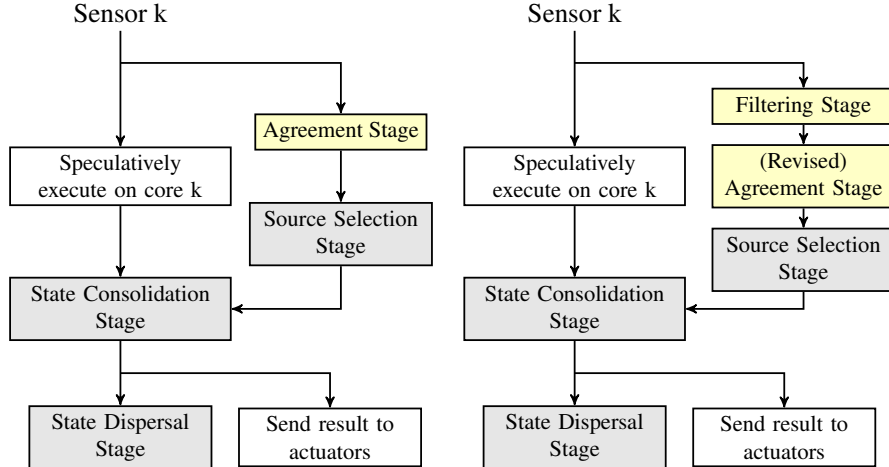 Sensor k
Agreement Stage
Speculatively
execute on core k
Source Selection
Stage
State Consolidation
Stage
State Dispersal
Stage
Send result to
actuators
Sensor k
Filtering Stage
(Revised)
Agreement Stage
Speculatively
execute on core k
Source Selection
Stage
State Consolidation
Stage
State Dispersal
Stage
Send result to
actuators